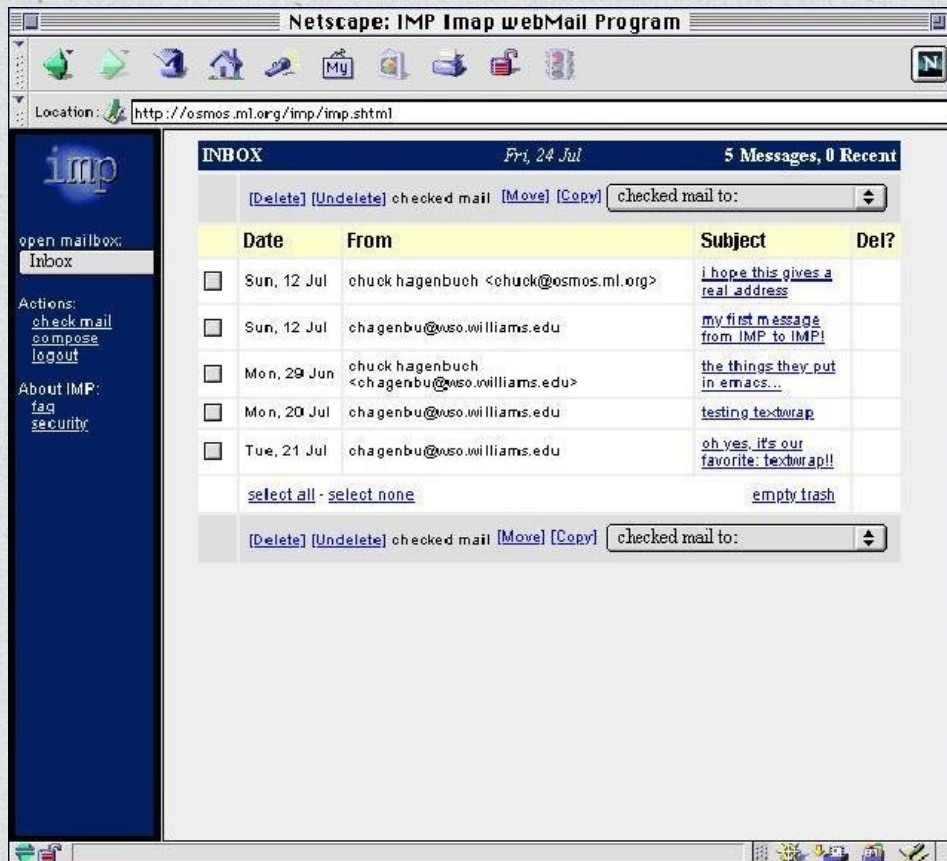 Netscape: IMP Imap webMail Program
My
N
Location: http://osmos.ml.org/imp/imp.shtml
imp
open mailbox:
Inbox
Actions:
check mail
compose
logout
About IMP:
faq
security
INBOX Fri, 24 Jul 5 Messages, 0 Recent
[Delete] [Undelete] checked mail [Move] [Copy] checked mail to:
Date From Subject Del?
Sun, 12 Jul chuck hagenbuch <chuck@osmos.ml.org> i hope this gives a
real address
Sun, 12 Jul chagenbu@wso.williams.edu my first message
from IMP to IMP!
Mon, 29 Jun chuck hagenbuch
<chagenbu@wso.williams.edu> the things they put
in emacs...
Mon, 20 Jul chagenbu@wso.williams.edu testing textwrap
Tue, 21 Jul chagenbu@wso.williams.edu oh yes, it's our
favorite: textwrap!!
select all - select none empty trash
[Delete] [Undelete] checked mail [Move] [Copy] checked mail to: